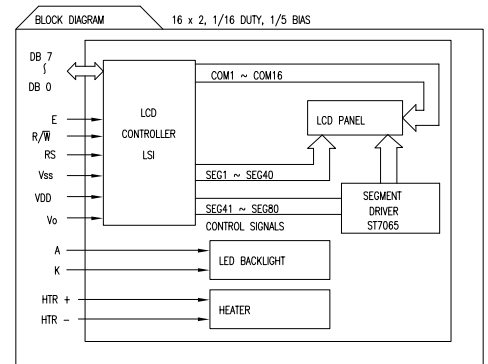 BLOCK DIAGRAM
16 x 2, 1/16 DUTY, 1/5 BIAS
DB 7
∫
DB 0
COM1 ~ COM16
LCD
CONTROLLER
LSI
LCD PANEL
E
R/W̅
RS
Vss
VDD
Vo
SEG1 ~ SEG40
SEG41 ~ SEG80
CONTROL SIGNALS
SEGMENT
DRIVER
ST7065
A
K
LED BACKLIGHT
HTR +
HTR −
HEATER